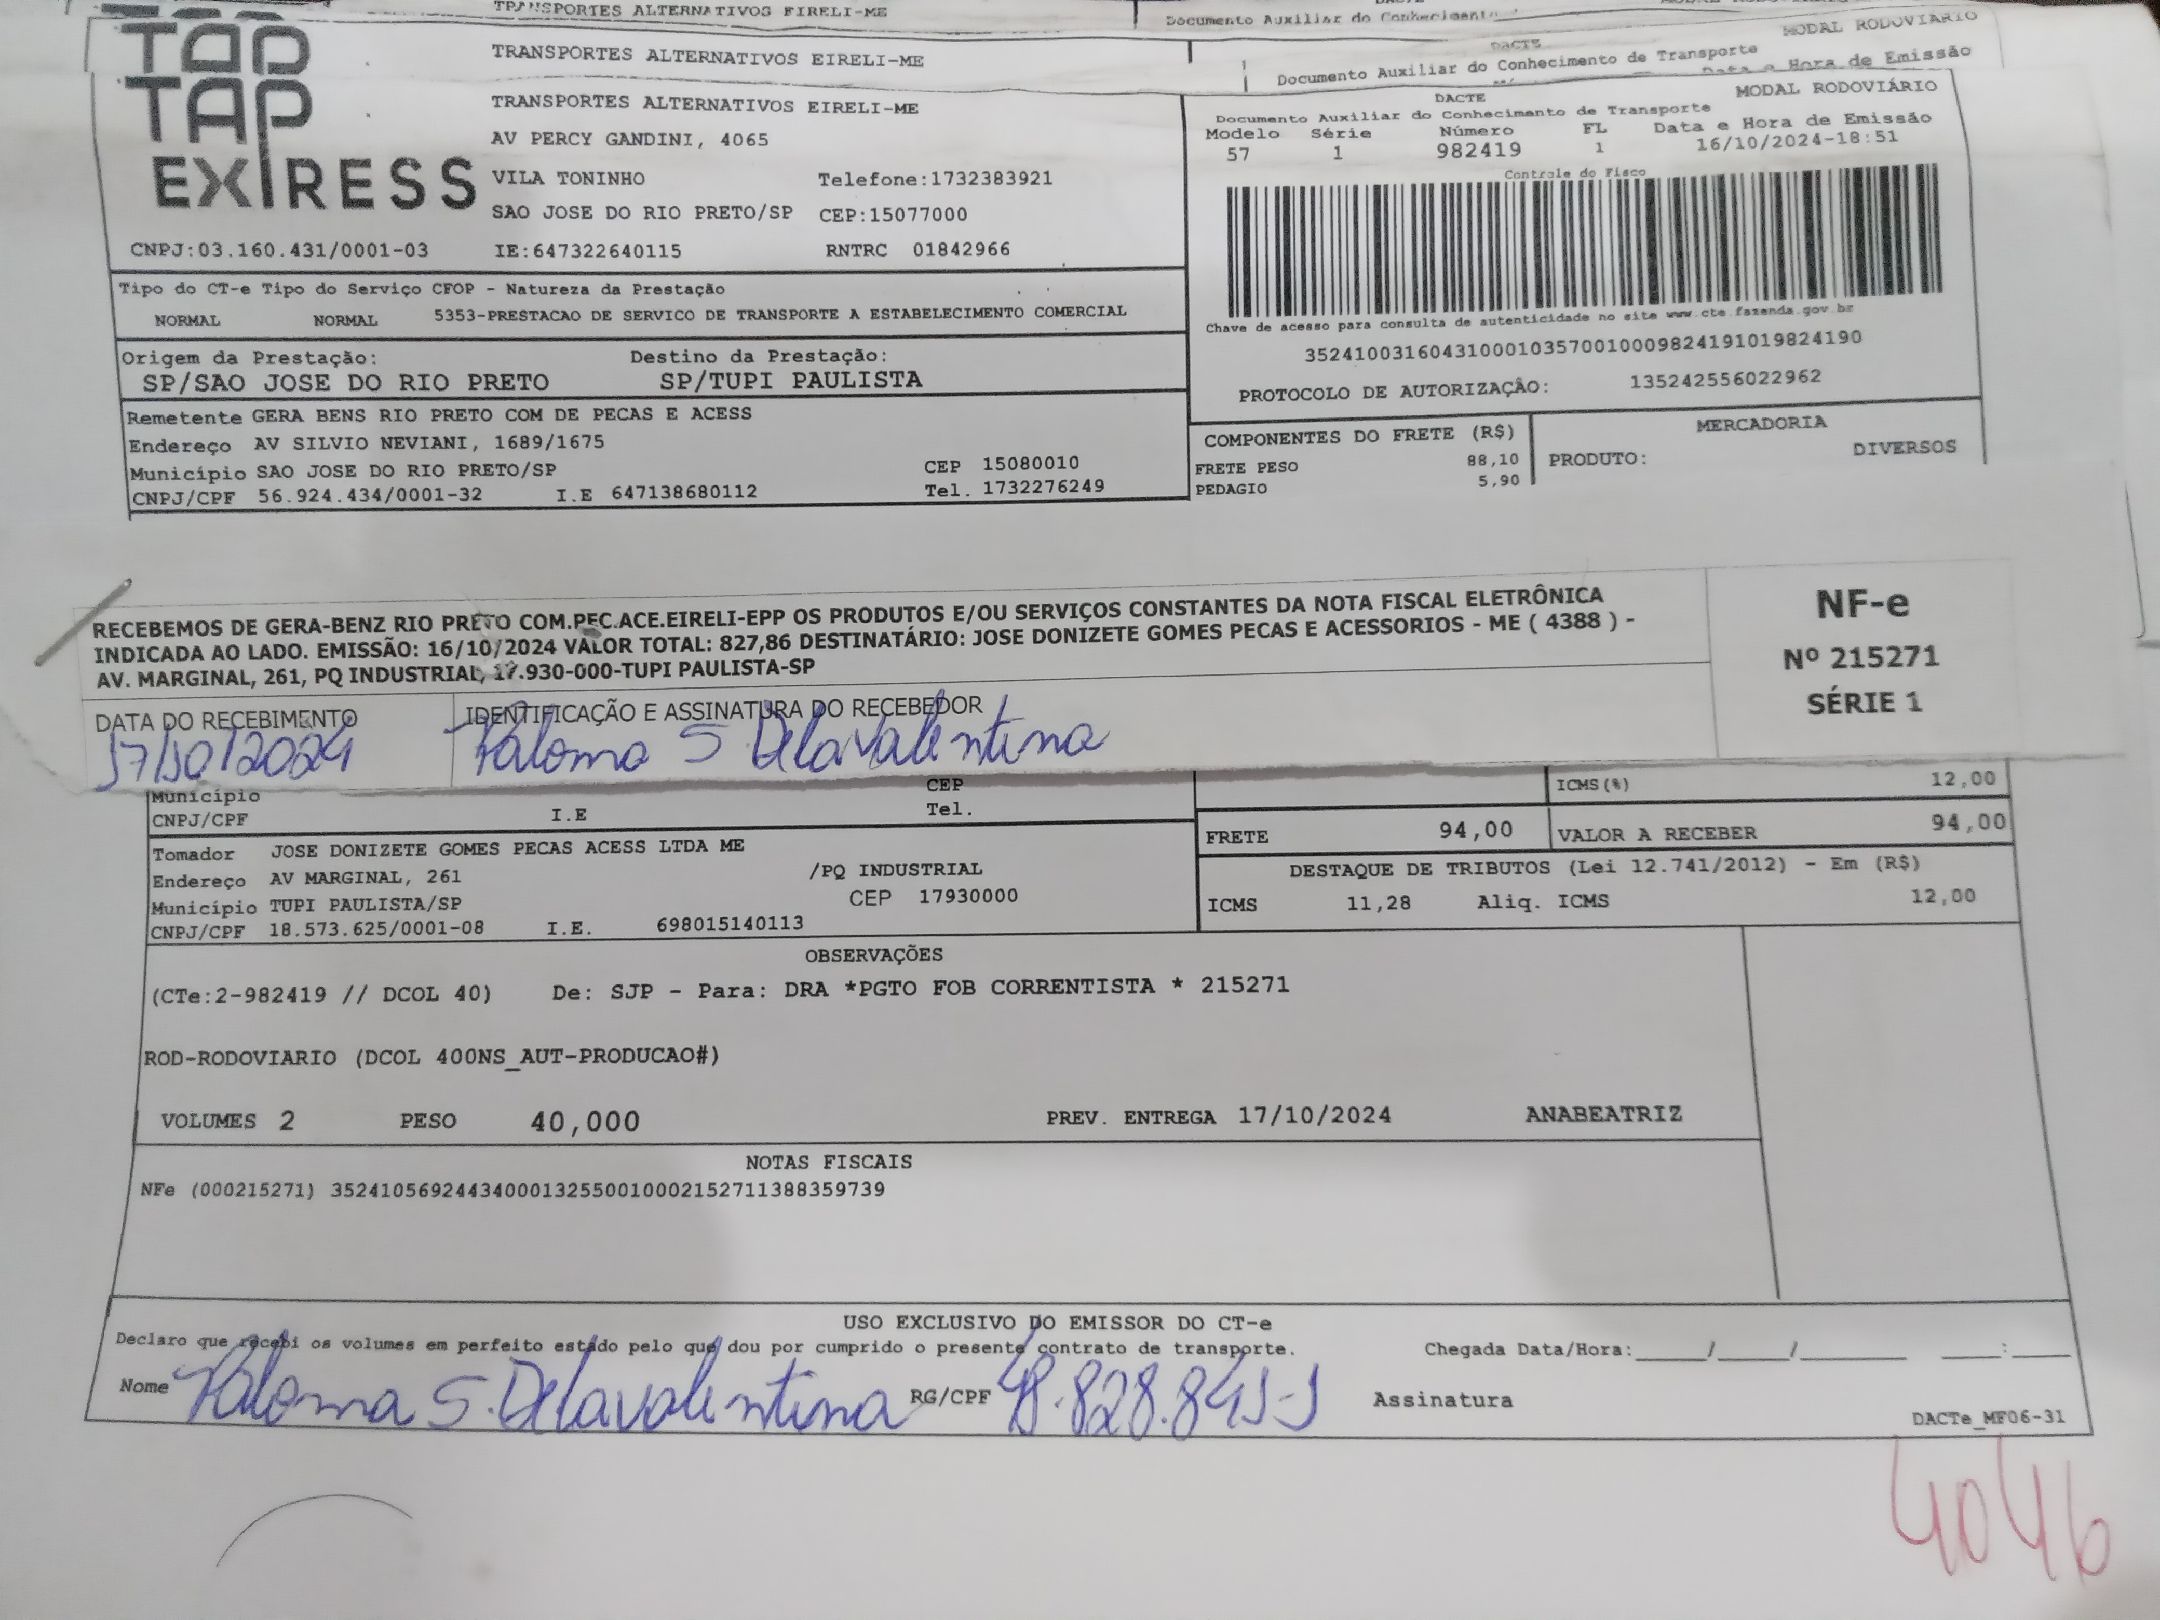 TRANSPORTES ALTERNATIVOS EIRELI-ME
Documento Auxiliar do Conhecimento
MODAL RODOVIÁRIO
DACTE
TRANSPORTES ALTERNATIVOS EIRELI-ME
Documento Auxiliar do Conhecimento de Transporte
Data e Hora de Emissão
TAP
EXPRESS
TRANSPORTES ALTERNATIVOS EIRELI-ME
AV PERCY GANDINI, 4065
VILA TONINHO Telefone:1732383921
SAO JOSE DO RIO PRETO/SP CEP:15077000
CNPJ:03.160.431/0001-03 IE:647322640115 RNTRC 01842966
DACTE MODAL RODOVIÁRIO
Documento Auxiliar do Conhecimento de Transporte
Modelo Série Número FL Data e Hora de Emissão
57 1 982419 1 16/10/2024-18:51
Controle do Fisco
Chave de acesso para consulta de autenticidade no site www.cte.fazenda.gov.br
35241003160431000103570010009824191019824190
PROTOCOLO DE AUTORIZAÇÃO: 135242556022962
Tipo do CT-e Tipo do Serviço CFOP - Natureza da Prestação
NORMAL NORMAL 5353-PRESTACAO DE SERVICO DE TRANSPORTE A ESTABELECIMENTO COMERCIAL
Origem da Prestação: Destino da Prestação:
SP/SAO JOSE DO RIO PRETO SP/TUPI PAULISTA
Remetente GERA BENS RIO PRETO COM DE PECAS E ACESS
Endereço AV SILVIO NEVIANI, 1689/1675
Município SAO JOSE DO RIO PRETO/SP CEP 15080010
CNPJ/CPF 56.924.434/0001-32 I.E 647138680112 Tel. 1732276249
COMPONENTES DO FRETE (R$) MERCADORIA
FRETE PESO 88,10 PRODUTO: DIVERSOS
PEDAGIO 5,90
RECEBEMOS DE GERA-BENZ RIO PRETO COM.PEC.ACE.EIRELI-EPP OS PRODUTOS E/OU SERVIÇOS CONSTANTES DA NOTA FISCAL ELETRÔNICA
INDICADA AO LADO. EMISSÃO: 16/10/2024 VALOR TOTAL: 827,86 DESTINATÁRIO: JOSE DONIZETE GOMES PECAS E ACESSORIOS - ME ( 4388 ) -
AV. MARGINAL, 261, PQ INDUSTRIAL, 17.930-000-TUPI PAULISTA-SP
NF-e
Nº 215271
SÉRIE 1
DATA DO RECEBIMENTO IDENTIFICAÇÃO E ASSINATURA DO RECEBEDOR
17/10/2024 Paloma S Delavalentina
Município CEP
CNPJ/CPF I.E Tel.
ICMS(%) 12,00
FRETE 94,00 VALOR A RECEBER 94,00
Tomador JOSE DONIZETE GOMES PECAS ACESS LTDA ME
Endereço AV MARGINAL, 261 /PQ INDUSTRIAL
Município TUPI PAULISTA/SP CEP 17930000
CNPJ/CPF 18.573.625/0001-08 I.E. 698015140113
DESTAQUE DE TRIBUTOS (Lei 12.741/2012) - Em (R$)
ICMS 11,28 Aliq. ICMS 12,00
OBSERVAÇÕES
(CTe:2-982419 // DCOL 40) De: SJP - Para: DRA *PGTO FOB CORRENTISTA * 215271
ROD-RODOVIARIO (DCOL 400NS_AUT-PRODUCAO#)
VOLUMES 2 PESO 40,000 PREV. ENTREGA 17/10/2024 ANABEATRIZ
NOTAS FISCAIS
NFe (000215271) 35241056924434000132550010002152711388359739
USO EXCLUSIVO DO EMISSOR DO CT-e
Declaro que recebi os volumes em perfeito estado pelo que dou por cumprido o presente contrato de transporte. Chegada Data/Hora:
Nome Paloma S. Delavalentina RG/CPF 48.828.841-1 Assinatura
DACTe_MF06-31
4046